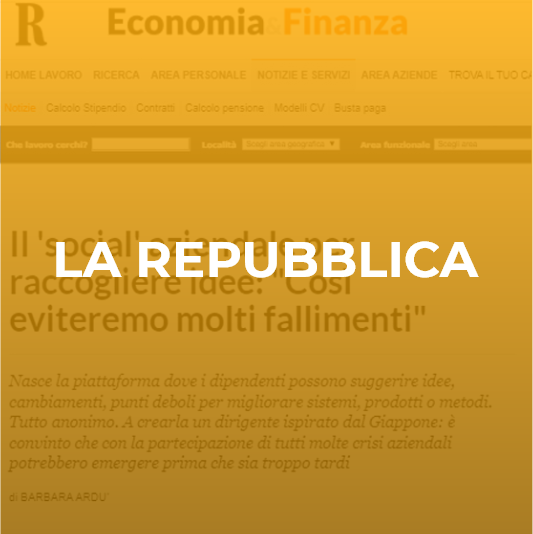 R Economia&Finanza
HOME LAVORO RICERCA AREA PERSONALE NOTIZIE E SERVIZI AREA AZIENDE TROVA IL TUO CA
Notizie Calcolo Stipendio Contratti Calcolo pensione Modelli CV Busta paga
Che lavoro cerchi? Località Scegli area geografica Area funzionale Scegli area
Il 'social' aziendale per
LA REPUBBLICA
raccogliere idee: "Così
eviteremo molti fallimenti"
Nasce la piattaforma dove i dipendenti possono suggerire idee,
cambiamenti, punti deboli per migliorare sistemi, prodotti o metodi.
Tutto anonimo. A crearla un dirigente ispirato dal Giappone: è
convinto che con la partecipazione di tutti molte crisi aziendali
potrebbero emergere prima che sia troppo tardi
di BARBARA ARDU'